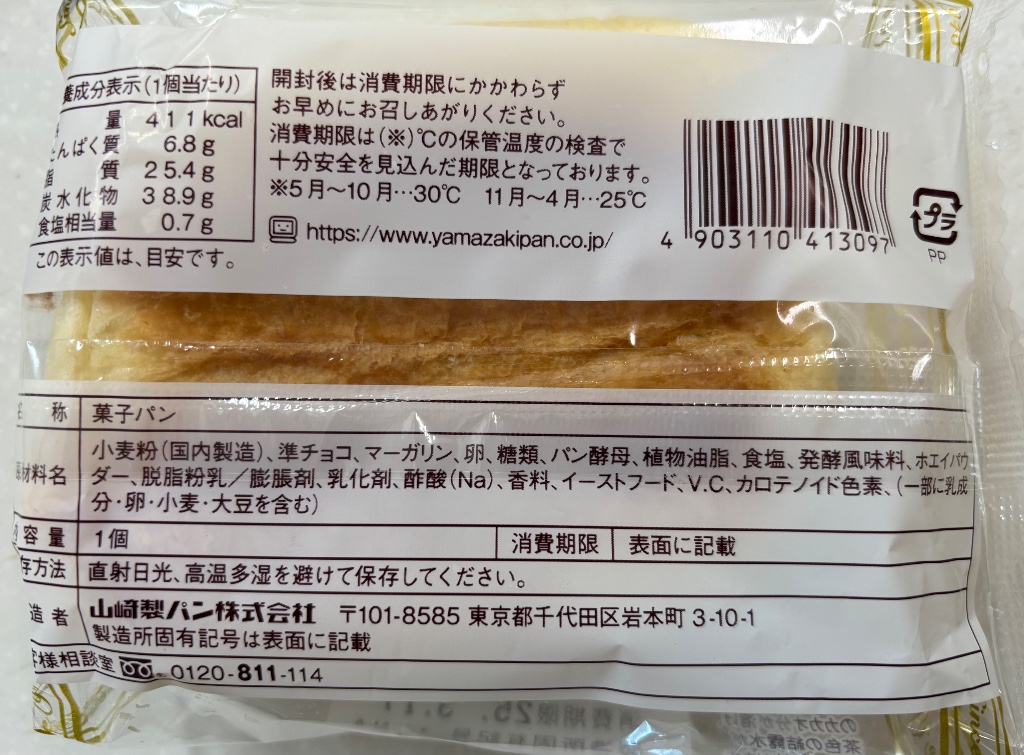 養成分表示(1個当たり)
量 411kcal
たんぱく質 6.8g
脂質 25.4g
炭水化物 38.9g
食塩相当量 0.7g
この表示値は、目安です。
開封後は消費期限にかかわらず
お早めにお召しあがりください。
消費期限は(※)℃の保管温度の検査で
十分安全を見込んだ期限となっております。
※5月～10月…30℃ 11月～4月…25℃
https://www.yamazakipan.co.jp/
4 903110 413097
プラ
PP
名称 菓子パン
原材料名 小麦粉(国内製造)、準チョコ、マーガリン、卵、糖類、パン酵母、植物油脂、食塩、発酵風味料、ホエイパウ
ダー、脱脂粉乳／膨脹剤、乳化剤、酢酸(Na)、香料、イーストフード、V.C、カロテノイド色素、(一部に乳成
分・卵・小麦・大豆を含む)
内容量 1個 消費期限 表面に記載
存方法 直射日光、高温多湿を避けて保存してください。
造者 山崎製パン株式会社 〒101-8585 東京都千代田区岩本町3-10-1
製造所固有記号は表面に記載
客様相談室 0120-811-114